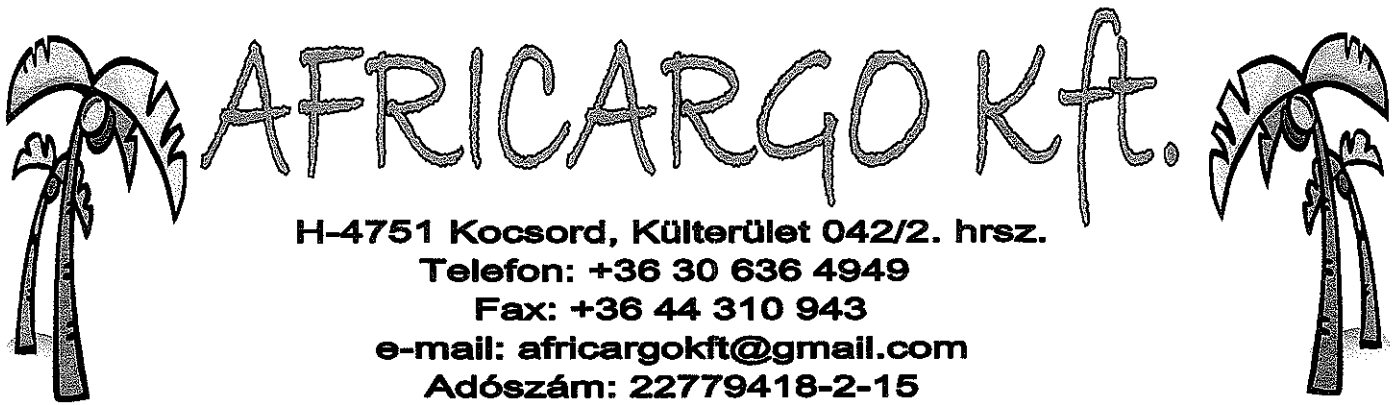 AFRICARGO Kft.
H-4751 Kocsord, Külterület 042/2. hrsz.
Telefon: +36 30 636 4949
Fax: +36 44 310 943
e-mail: africargokft@gmail.com
Adószám: 22779418-2-15